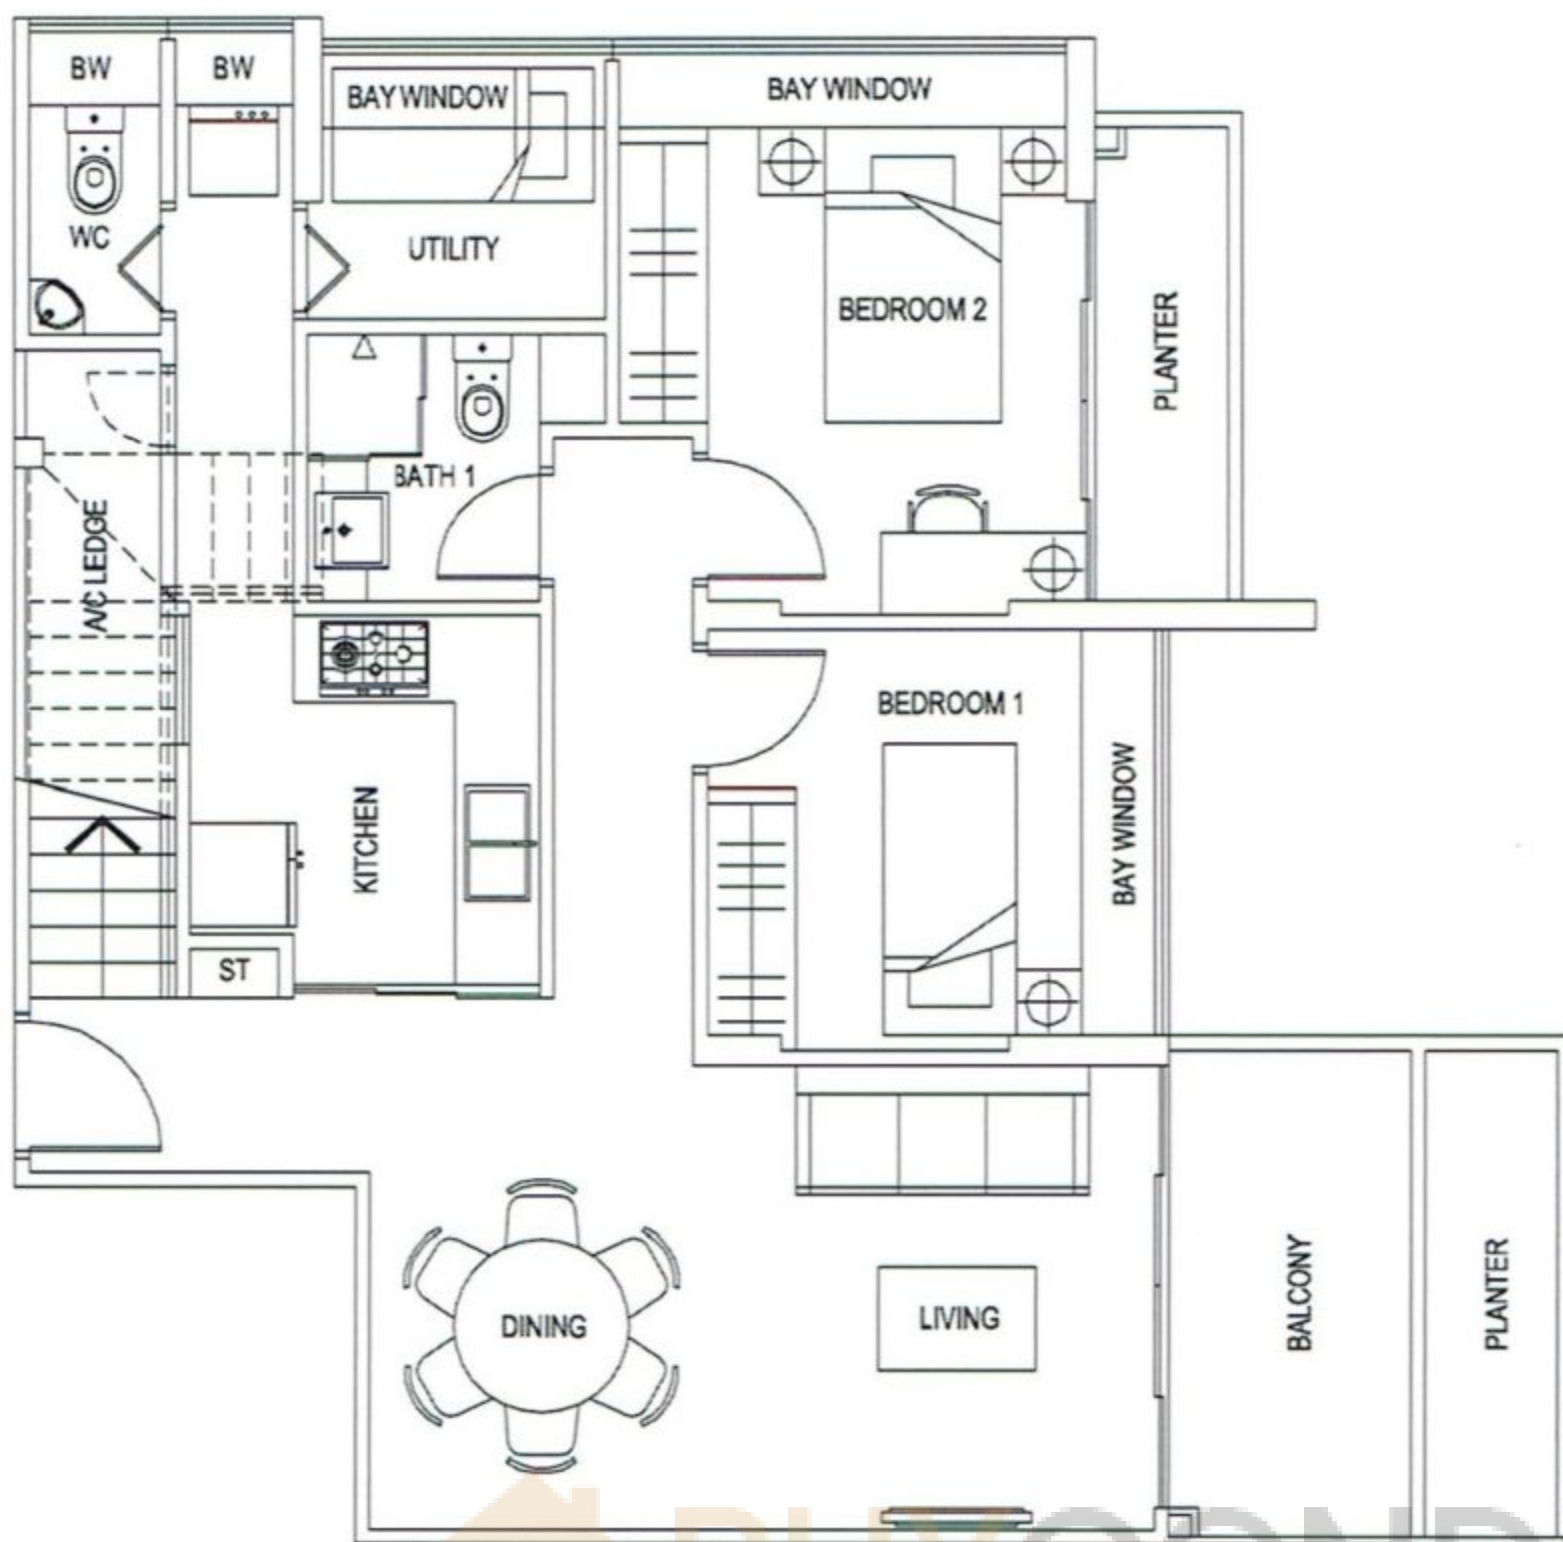 BW
BW
BAY WINDOW
BAY WINDOW
WC
UTILITY
BEDROOM 2
PLANTER
BATH 1
A/C LEDGE
BEDROOM 1
BAY WINDOW
KITCHEN
ST
DINING
LIVING
BALCONY
PLANTER